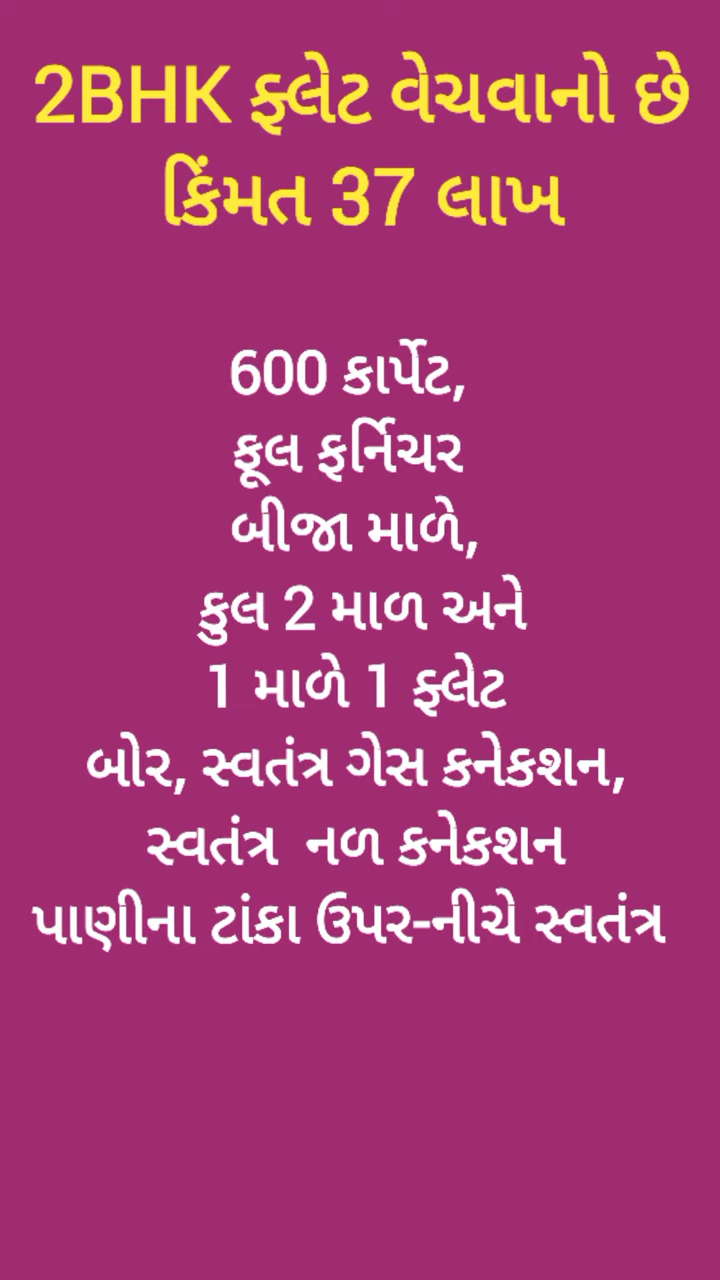 2BHK ફ્લેટ વેચવાનો છે
કિંમત 37 લાખ
600 કાર્પેટ,
ફૂલ ફર્નિચર
બીજા માળે,
કુલ 2 માળ અને
1 માળે 1 ફ્લેટ
બોર, સ્વતંત્ર ગેસ કનેકશન,
સ્વતંત્ર નળ કનેકશન
પાણીના ટાંકા ઉપર-નીચે સ્વતંત્ર